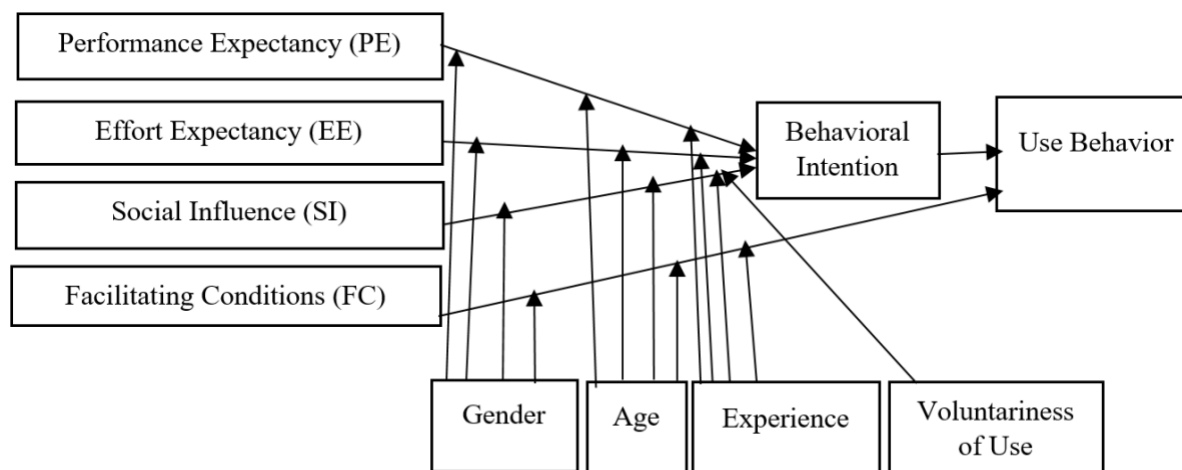 Performance Expectancy (PE)
Effort Expectancy (EE)
Social Influence (SI)
Facilitating Conditions (FC)
Behavioral
Intention
Use Behavior
Gender
Age
Experience
Voluntariness
of Use